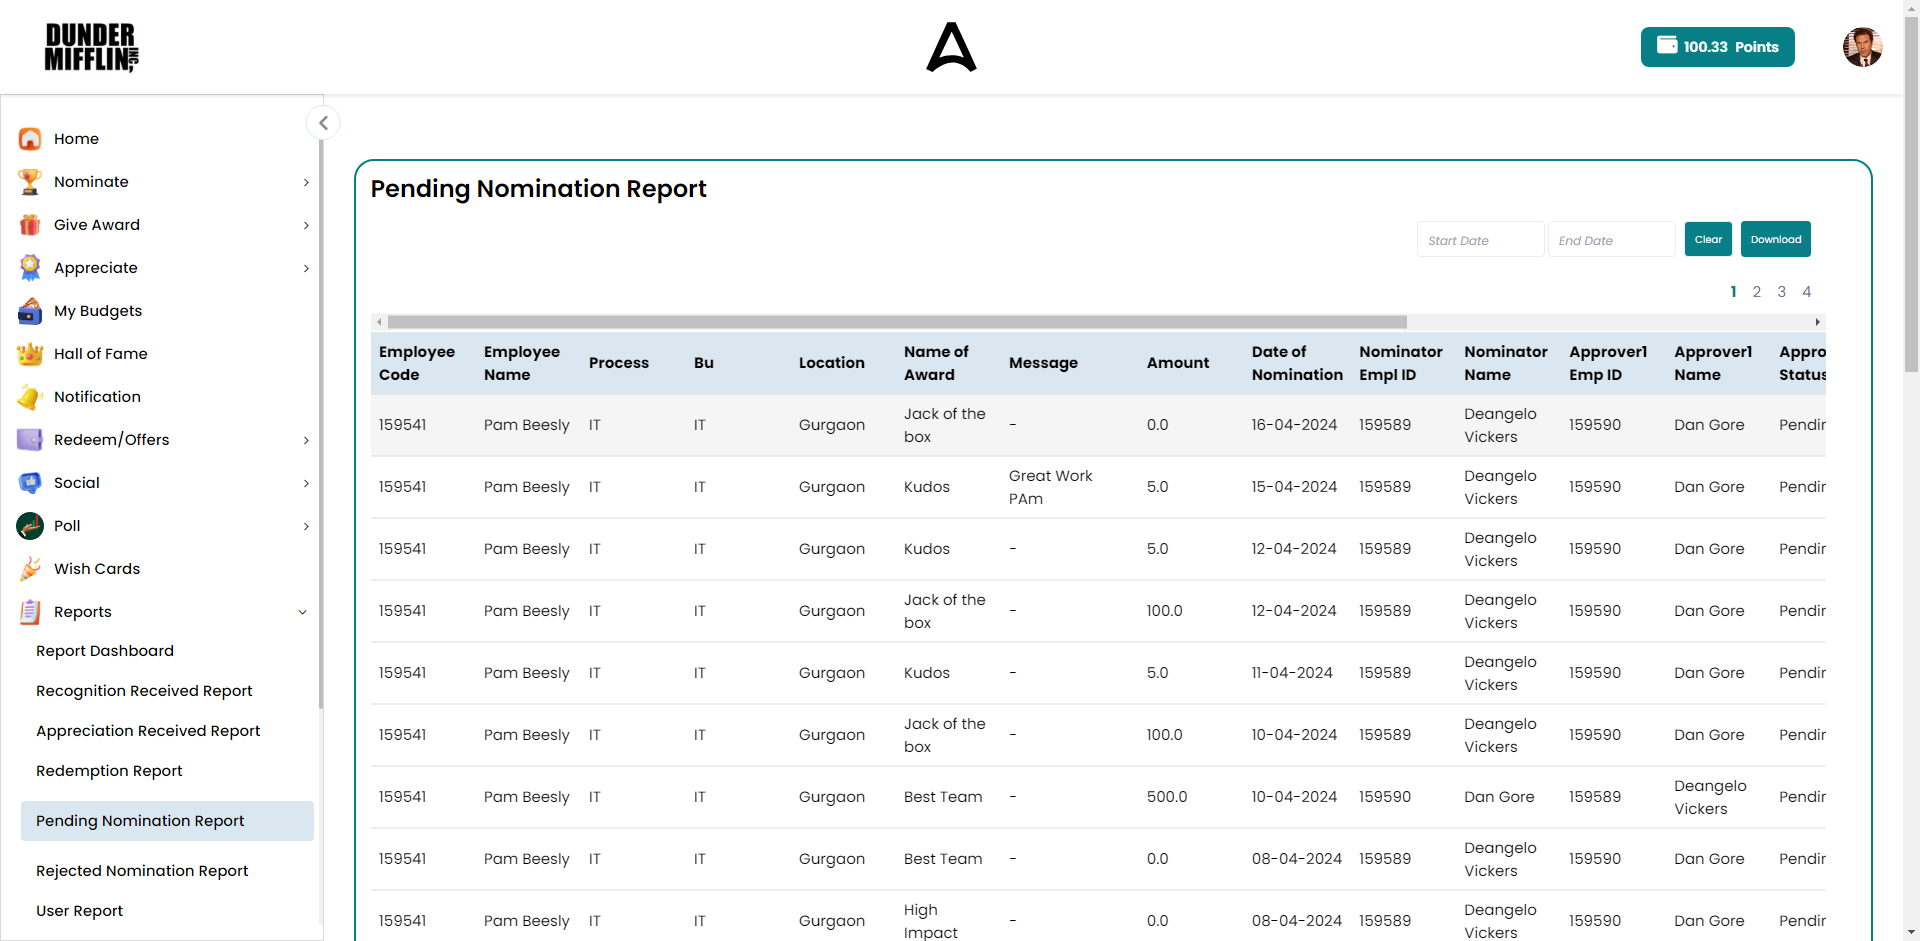 DUNDER
MIFFLIN, INC
100.33 Points
Home
Nominate
Give Award
Appreciate
My Budgets
Hall of Fame
Notification
Redeem/Offers
Social
Poll
Wish Cards
Reports
Report Dashboard
Recognition Received Report
Appreciation Received Report
Redemption Report
Pending Nomination Report
Rejected Nomination Report
User Report
Pending Nomination Report
Start Date End Date Clear Download
1 2 3 4
Employee Code Employee Name Process Bu Location Name of Award Message Amount Date of Nomination Nominator Empl ID Nominator Name Approver1 Emp ID Approver1 Name Appro Status
159541 Pam Beesly IT IT Gurgaon Jack of the box - 0.0 16-04-2024 159589 Deangelo Vickers 159590 Dan Gore Pendin
159541 Pam Beesly IT IT Gurgaon Kudos Great Work PAm 5.0 15-04-2024 159589 Deangelo Vickers 159590 Dan Gore Pendin
159541 Pam Beesly IT IT Gurgaon Kudos - 5.0 12-04-2024 159589 Deangelo Vickers 159590 Dan Gore Pendin
159541 Pam Beesly IT IT Gurgaon Jack of the box - 100.0 12-04-2024 159589 Deangelo Vickers 159590 Dan Gore Pendin
159541 Pam Beesly IT IT Gurgaon Kudos - 5.0 11-04-2024 159589 Deangelo Vickers 159590 Dan Gore Pendin
159541 Pam Beesly IT IT Gurgaon Jack of the box - 100.0 10-04-2024 159589 Deangelo Vickers 159590 Dan Gore Pendin
159541 Pam Beesly IT IT Gurgaon Best Team - 500.0 10-04-2024 159590 Dan Gore 159589 Deangelo Vickers Pendin
159541 Pam Beesly IT IT Gurgaon Best Team - 0.0 08-04-2024 159589 Deangelo Vickers 159590 Dan Gore Pendin
159541 Pam Beesly IT IT Gurgaon High Impact - 0.0 08-04-2024 159589 Deangelo Vickers 159590 Dan Gore Pendin